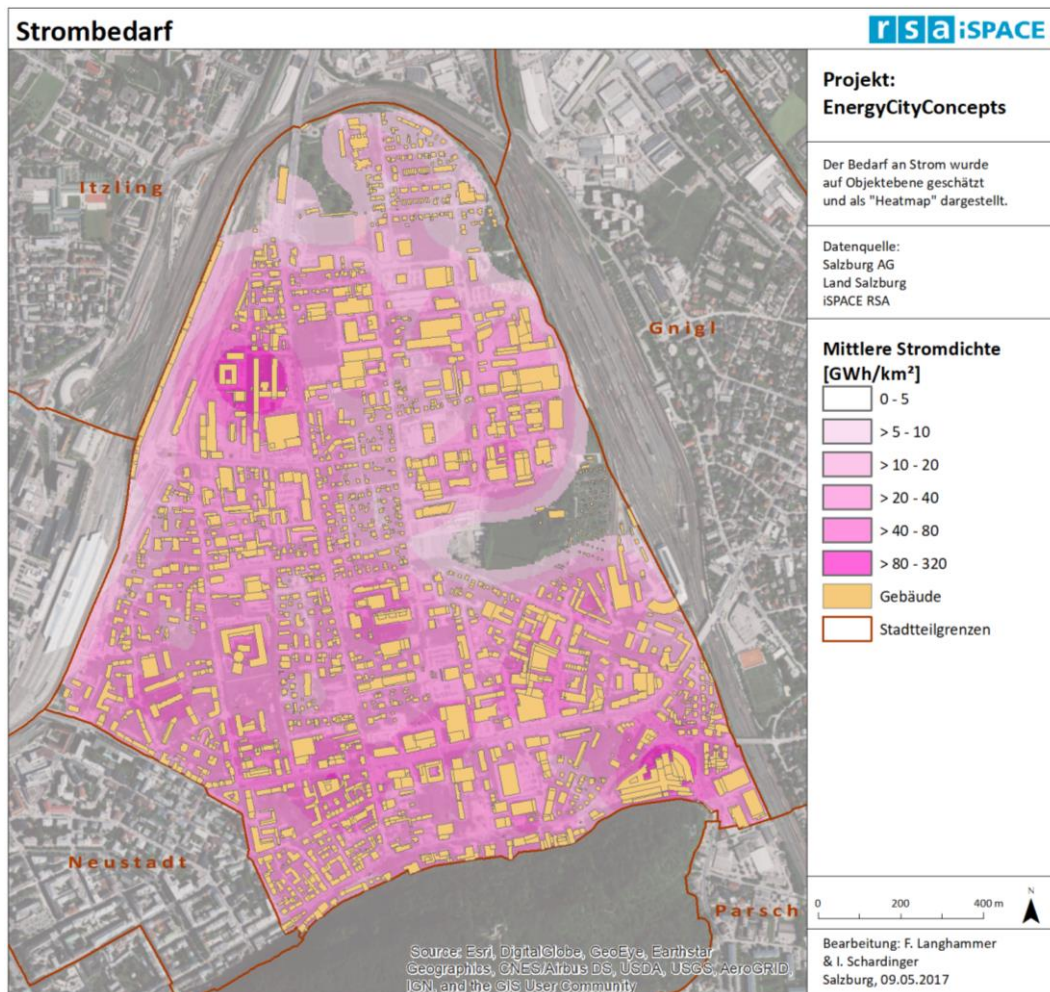 Strombedarf
rsa iSPACE
Projekt:
EnergyCityConcepts
Der Bedarf an Strom wurde
auf Objektebene geschätzt
und als "Heatmap" dargestellt.
Datenquelle:
Salzburg AG
Land Salzburg
iSPACE RSA
Mittlere Stromdichte
[GWh/km²]
0 - 5
> 5 - 10
> 10 - 20
> 20 - 40
> 40 - 80
> 80 - 320
Gebäude
Stadtteilgrenzen
Itzling
Gnigl
Neustadt
Parsch
Source: Esri, DigitalGlobe, GeoEye, Earthstar
Geographics, CNES/Airbus DS, USDA, USGS, AeroGRID,
IGN, and the GIS User Community
N
0 200 400 m
Bearbeitung: F. Langhammer
& I. Schardinger
Salzburg, 09.05.2017